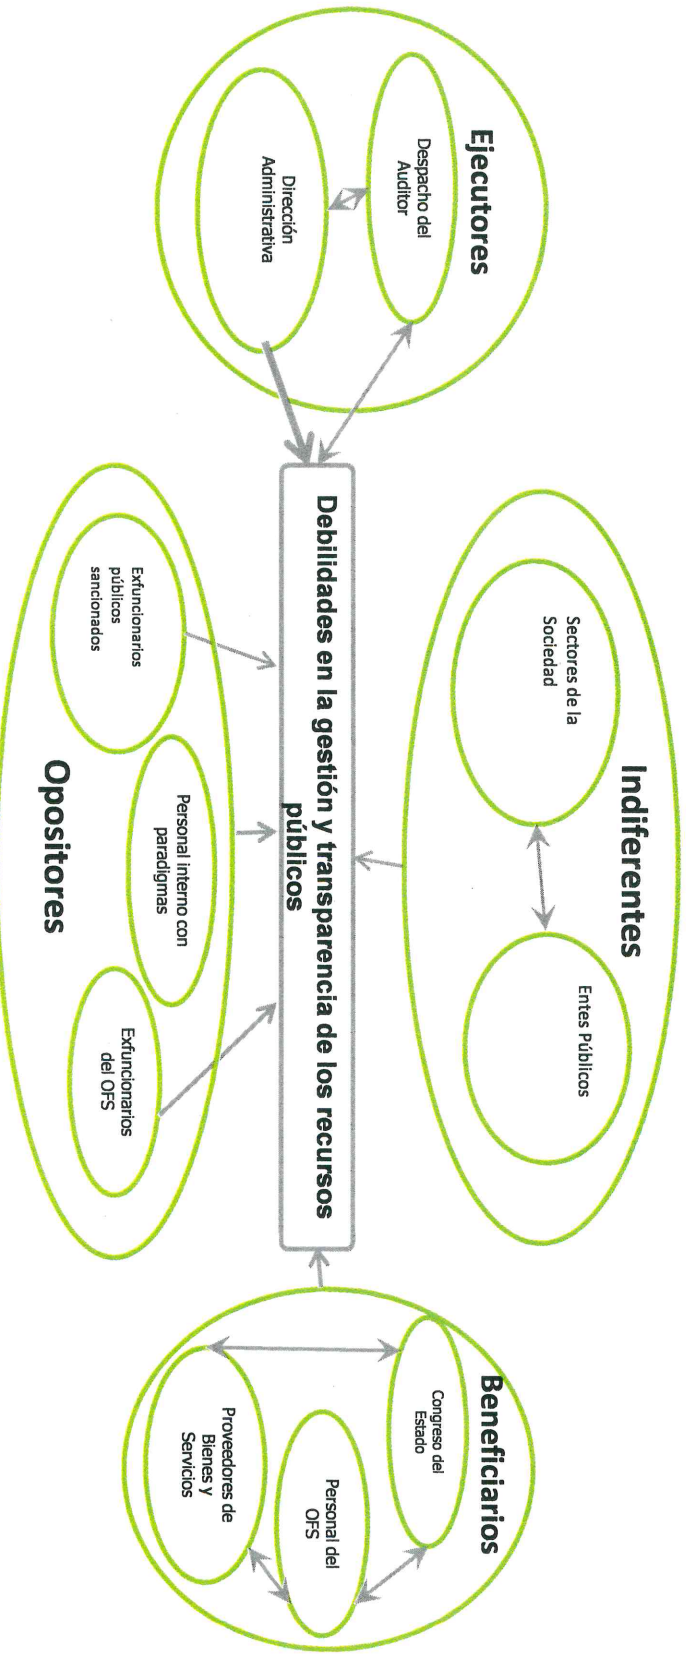 Ejecutores
Despacho del
Auditor
Dirección
Administrativa
Indiferentes
Sectores de la
Sociedad
Entes Públicos
Debilidades en la gestión y transparencia de los recursos
públicos
Exfuncionarios
públicos
sancionados
Personal interno con
paradigmas
Exfuncionarios
del OFS
Opositores
Beneficiarios
Congreso del
Estado
Personal del
OFS
Proveedores de
Bienes y
Servicios